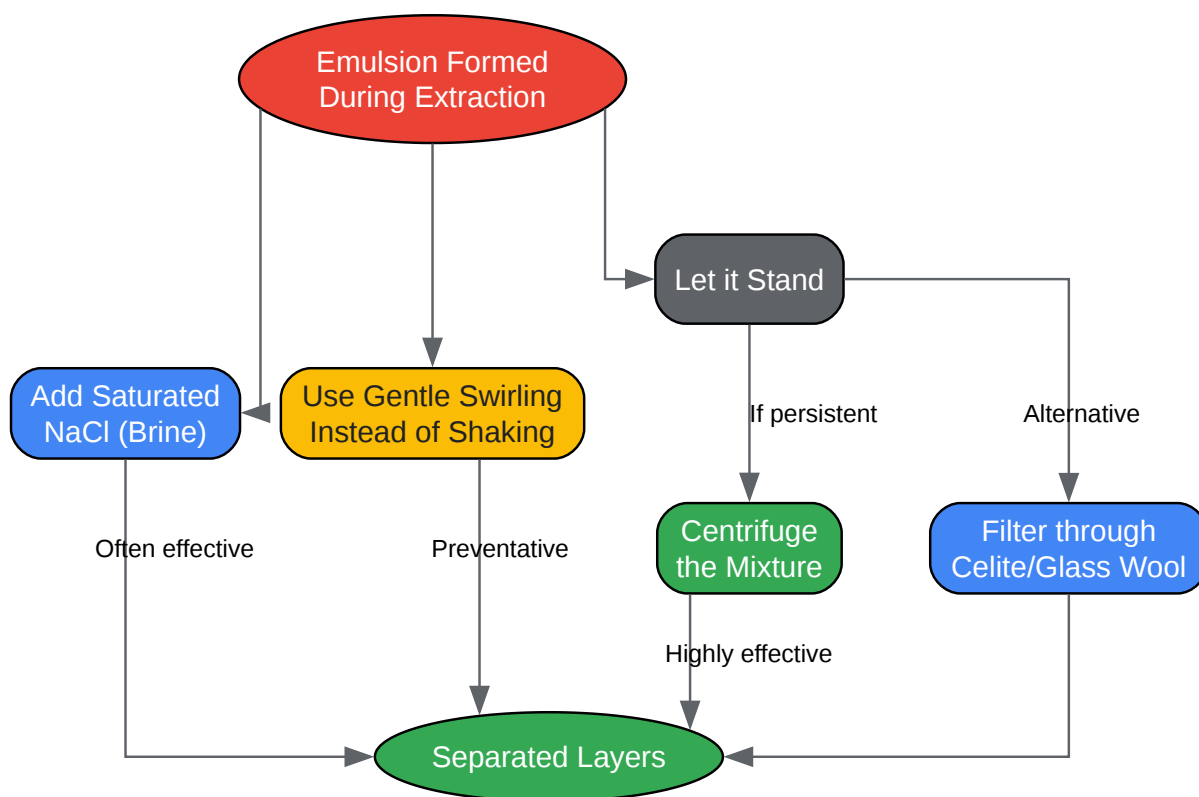 Emulsion Formed
During Extraction
Let it Stand
Add Saturated
NaCl (Brine)
Use Gentle Swirling
Instead of Shaking
If persistent
Alternative
Often effective
Preventative
Centrifuge
the Mixture
Filter through
Celite/Glass Wool
Highly effective
Separated Layers